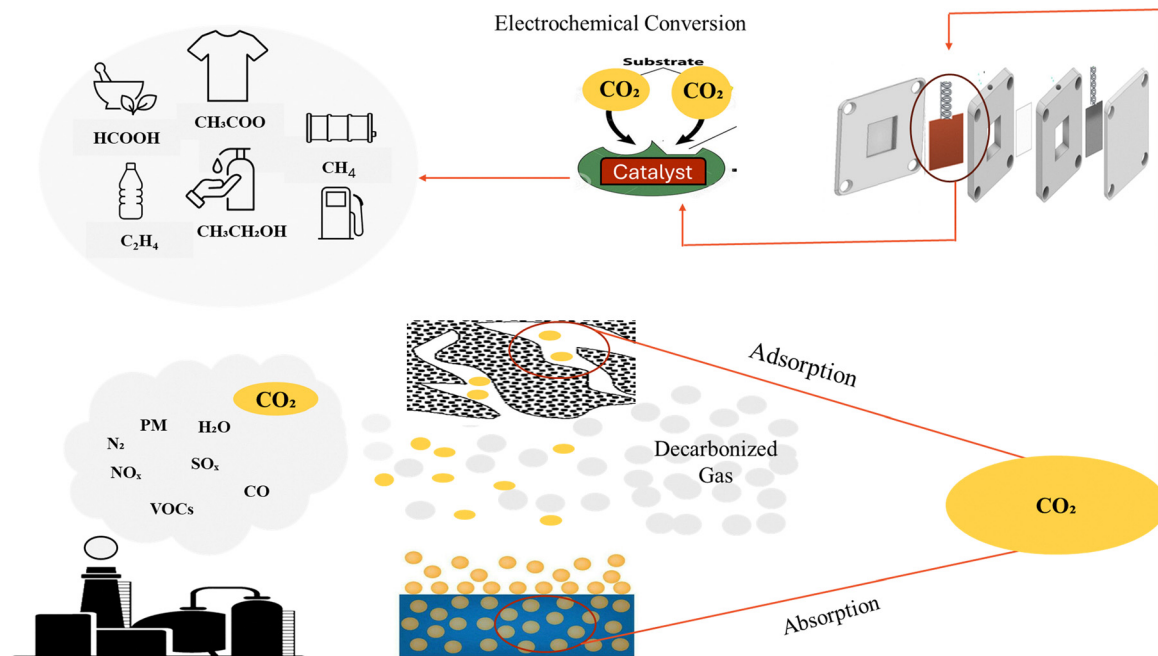 Electrochemical Conversion
Substrate
CO₂
CO₂
Catalyst
HCOOH
CH₃COO
CH₄
C₂H₄
CH₃CH₂OH
CO₂
PM
H₂O
N₂
NOₓ
SOₓ
CO
VOCs
Decarbonized
Gas
Adsorption
CO₂
Absorption